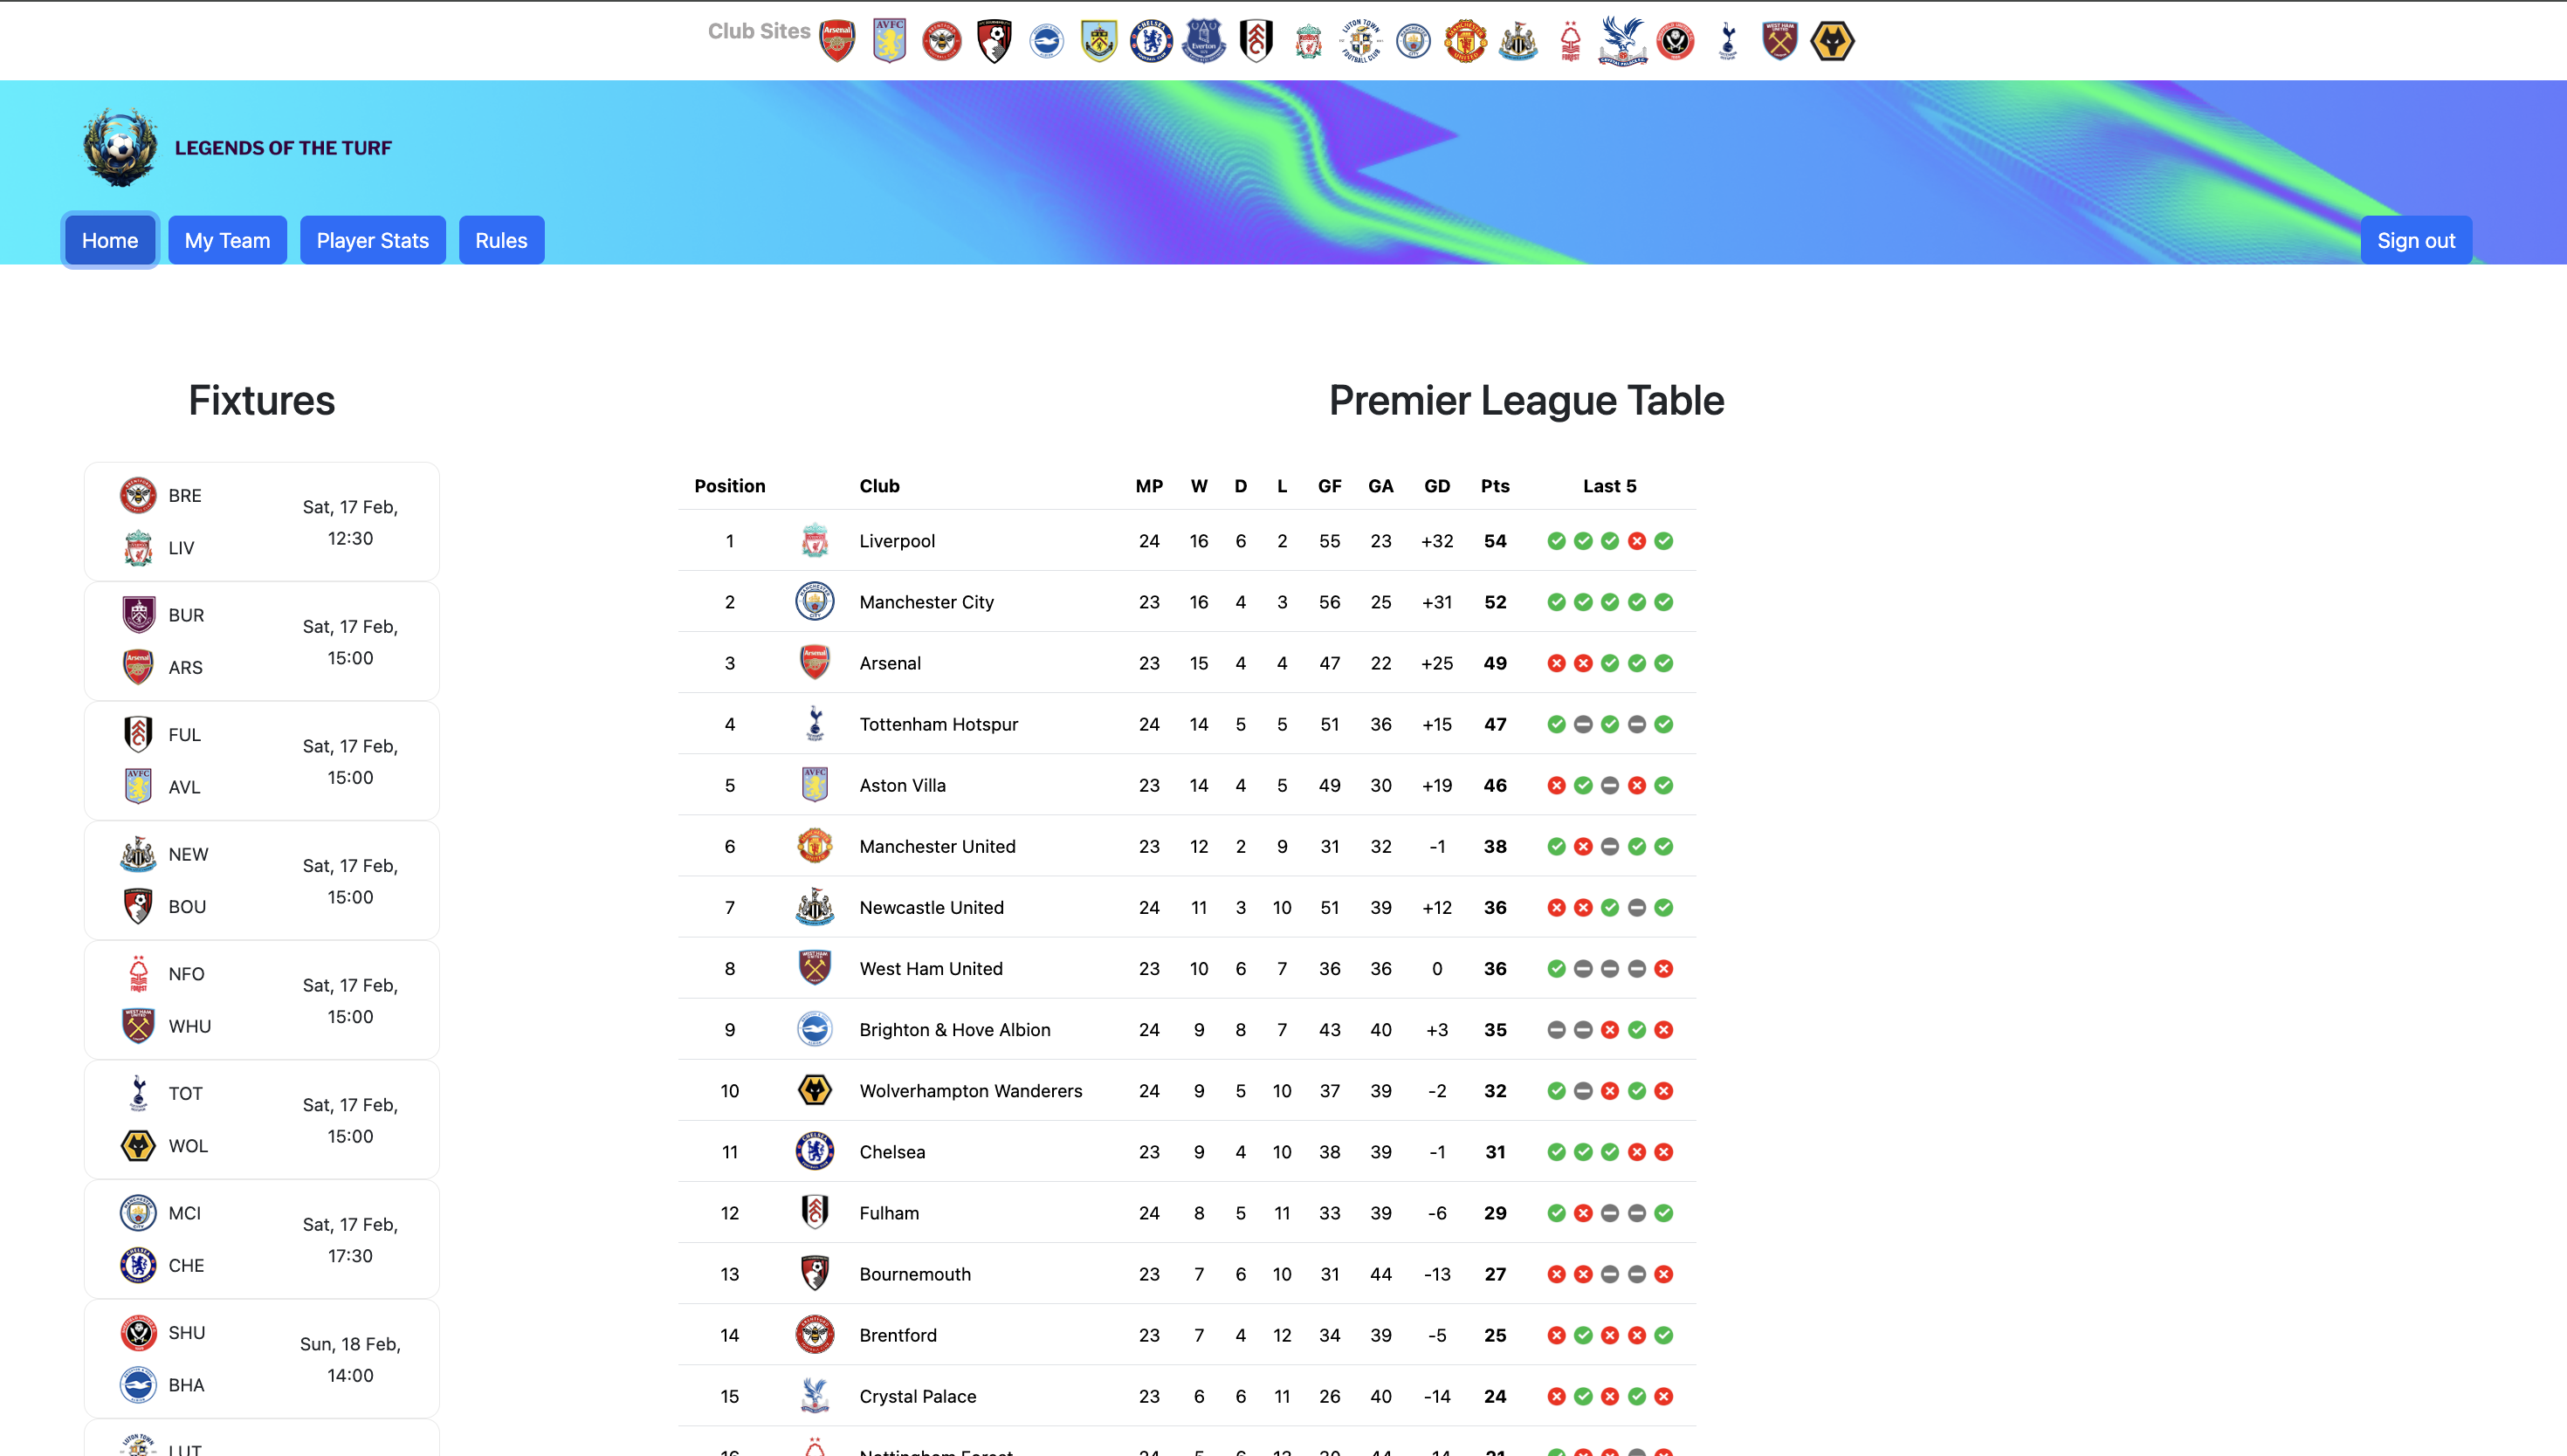 Club Sites
LEGENDS OF THE TURF
Home My Team Player Stats Rules Sign out
Fixtures
BRE
LIV
Sat, 17 Feb,
12:30
BUR
ARS
Sat, 17 Feb,
15:00
FUL
AVL
Sat, 17 Feb,
15:00
NEW
BOU
Sat, 17 Feb,
15:00
NFO
WHU
Sat, 17 Feb,
15:00
TOT
WOL
Sat, 17 Feb,
15:00
MCI
CHE
Sat, 17 Feb,
17:30
SHU
BHA
Sun, 18 Feb,
14:00
LUT
Premier League Table
Position Club MP W D L GF GA GD Pts Last 5
1 Liverpool 24 16 6 2 55 23 +32 54
2 Manchester City 23 16 4 3 56 25 +31 52
3 Arsenal 23 15 4 4 47 22 +25 49
4 Tottenham Hotspur 24 14 5 5 51 36 +15 47
5 Aston Villa 23 14 4 5 49 30 +19 46
6 Manchester United 23 12 2 9 31 32 -1 38
7 Newcastle United 24 11 3 10 51 39 +12 36
8 West Ham United 23 10 6 7 36 36 0 36
9 Brighton & Hove Albion 24 9 8 7 43 40 +3 35
10 Wolverhampton Wanderers 24 9 5 10 37 39 -2 32
11 Chelsea 23 9 4 10 38 39 -1 31
12 Fulham 24 8 5 11 33 39 -6 29
13 Bournemouth 23 7 6 10 31 44 -13 27
14 Brentford 23 7 4 12 34 39 -5 25
15 Crystal Palace 23 6 6 11 26 40 -14 24
16 Nottingham Forest 24 5 6 13 30 44 -14 21